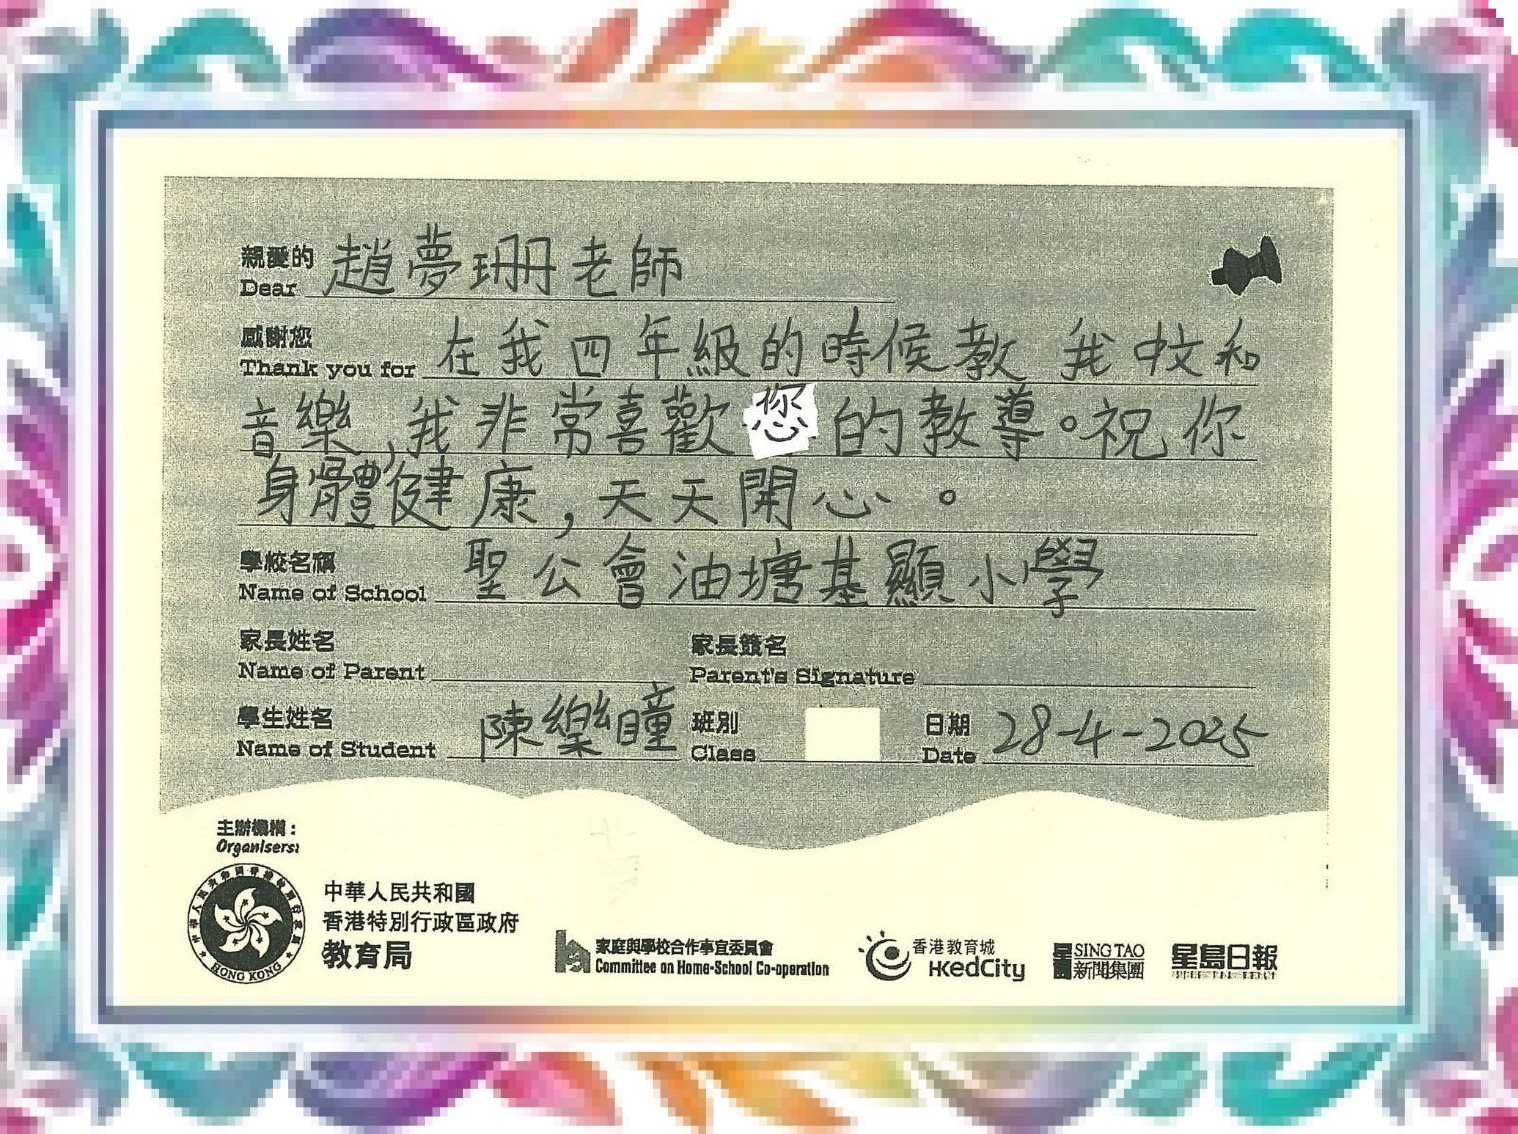 親愛的 趙夢珊老師
Dear
感謝您 在我四年級的時候教 我中文和
Thank you for
音樂,我非常喜歡您的教導。祝你
身體健康,天天開心。
學校名稱 聖公會油塘基顯小學
Name of School
家長姓名 家長簽名
Name of Parent Parent's Signature
學生姓名 陳樂瞳 班別 日期 28-4-2025
Name of Student Class Date
主辦機構:
Organisers:
HONG KONG
中華人民共和國
香港特別行政區政府
教育局
家庭與學校合作事宜委員會
Committee on Home-School Co-operation
香港教育城
HKedCity
星島 SING TAO
新聞集團
星島日報